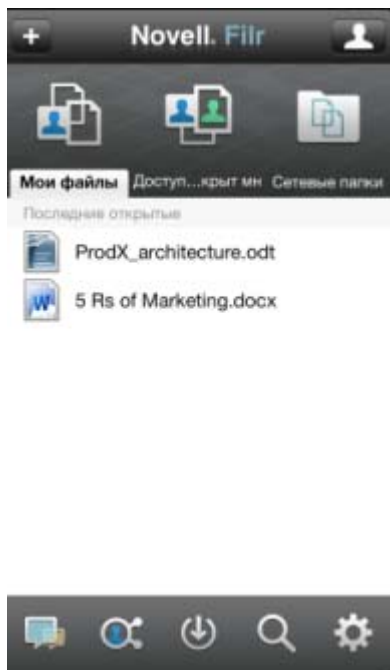 Novell. Filr
Мои файлы Доступ...крыт мн Сетевые папки
Последние открытые
ProdX_architecture.odt
5 Rs of Marketing.docx